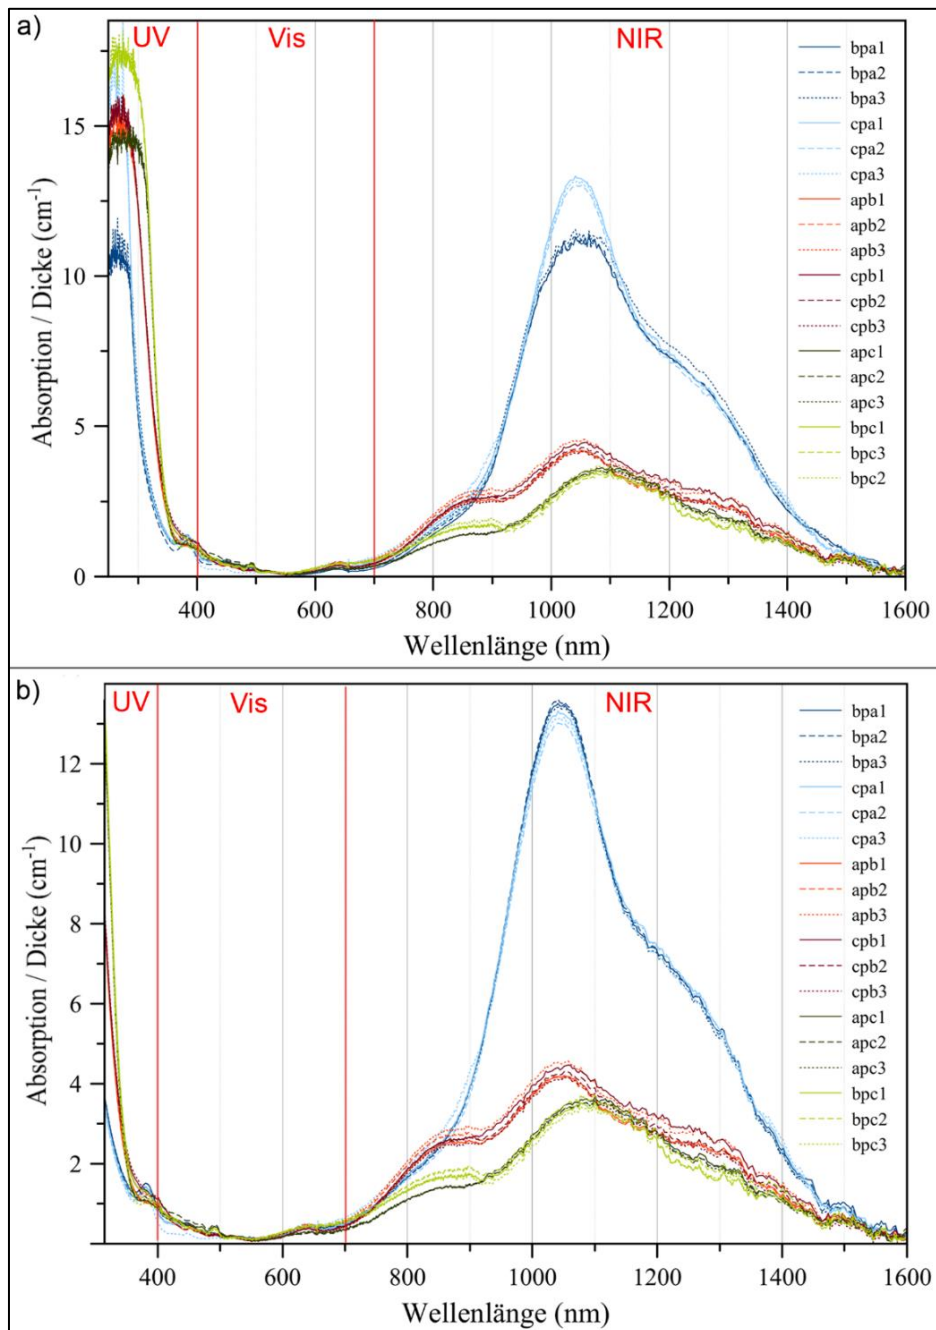 a)
UV
Vis
NIR
bpa1
bpa2
bpa3
cpa1
cpa2
cpa3
apb1
apb2
apb3
cpb1
cpb2
cpb3
apc1
apc2
apc3
bpc1
bpc3
bpc2
Absorption / Dicke (cm⁻¹)
15
10
5
0
400
600
800
1000
1200
1400
1600
Wellenlänge (nm)
b)
UV
Vis
NIR
bpa1
bpa2
bpa3
cpa1
cpa2
cpa3
apb1
apb2
apb3
cpb1
cpb2
cpb3
apc1
apc2
apc3
bpc1
bpc2
bpc3
Absorption / Dicke (cm⁻¹)
12
10
8
6
4
2
400
600
800
1000
1200
1400
1600
Wellenlänge (nm)